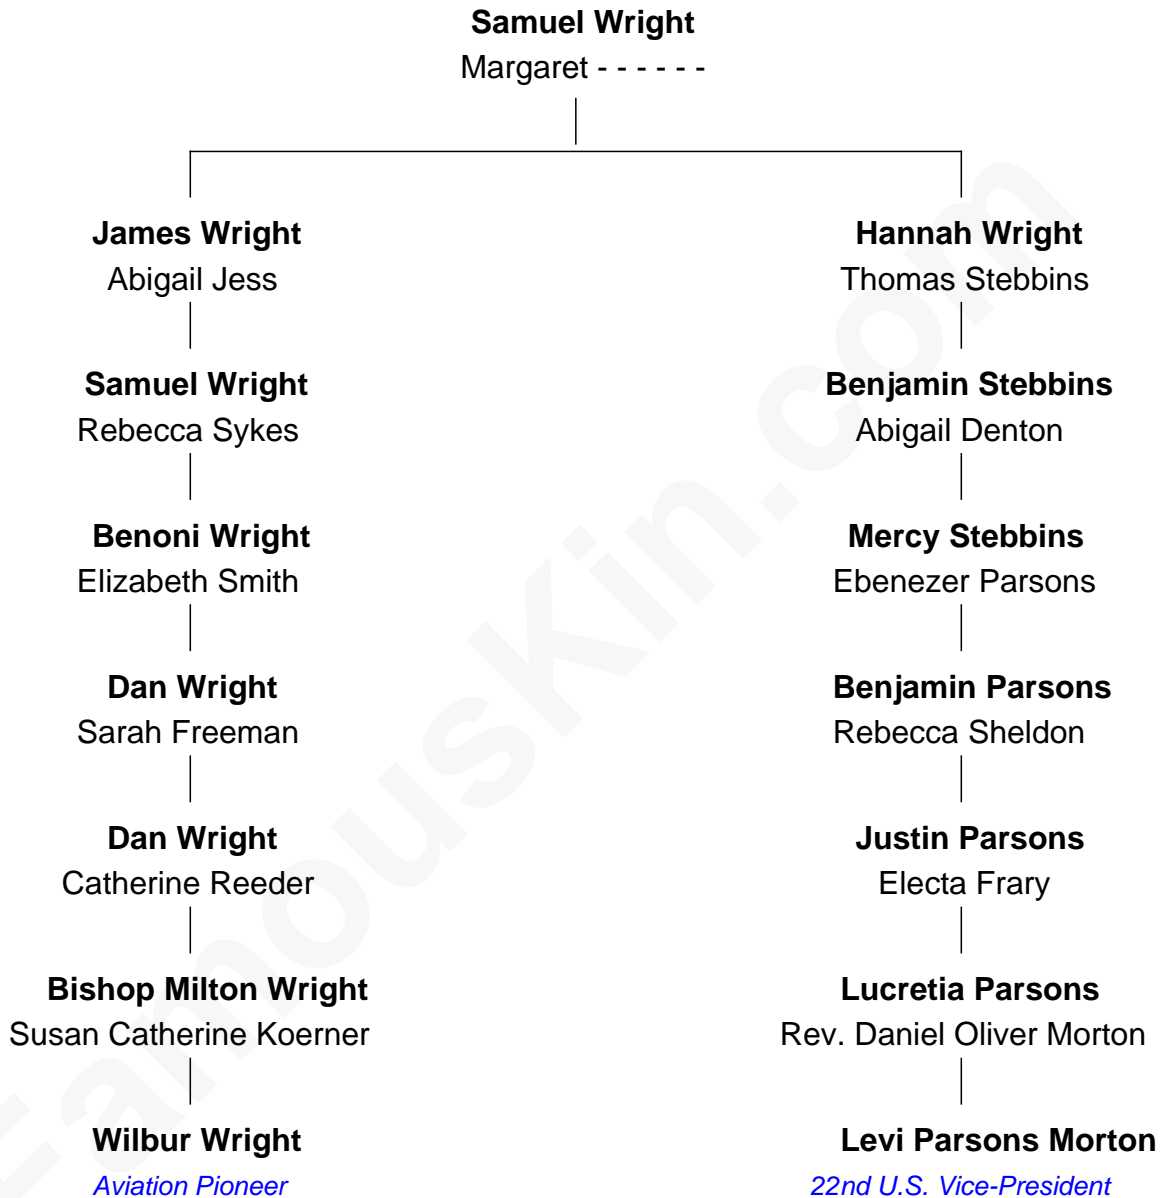 Samuel Wright
Margaret - - - - - -
James Wright
Abigail Jess
Hannah Wright
Thomas Stebbins
Samuel Wright
Rebecca Sykes
Benjamin Stebbins
Abigail Denton
Benoni Wright
Elizabeth Smith
Mercy Stebbins
Ebenezer Parsons
Dan Wright
Sarah Freeman
Benjamin Parsons
Rebecca Sheldon
Dan Wright
Catherine Reeder
Justin Parsons
Electa Frary
Bishop Milton Wright
Susan Catherine Koerner
Lucretia Parsons
Rev. Daniel Oliver Morton
Wilbur Wright
Aviation Pioneer
Levi Parsons Morton
22nd U.S. Vice-President
FamousKin.com